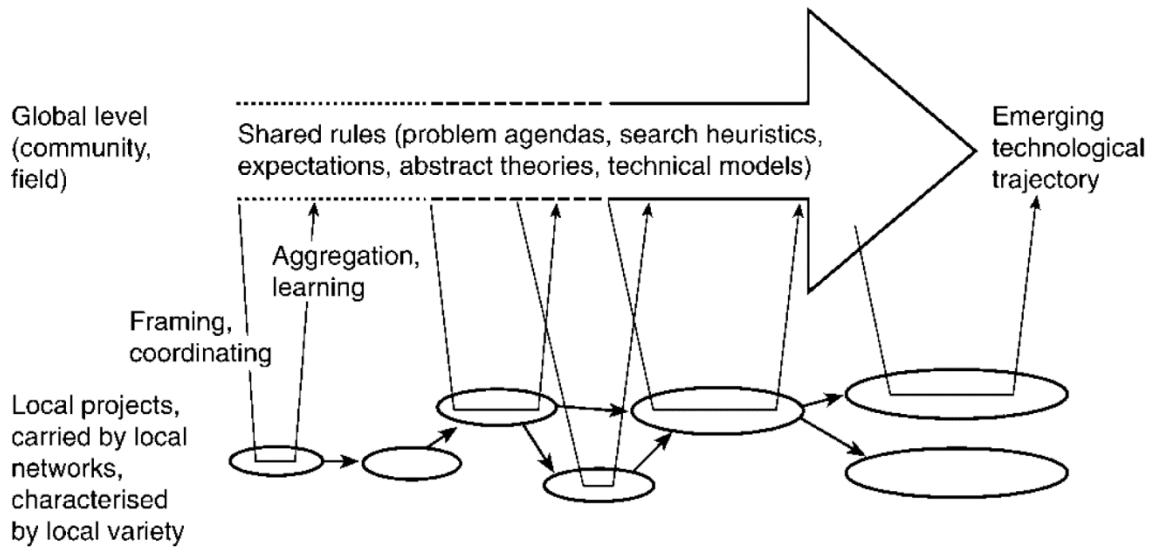 Global level
(community,
field)
Shared rules (problem agendas, search heuristics,
expectations, abstract theories, technical models)
Emerging
technological
trajectory
Aggregation,
learning
Framing,
coordinating
Local projects,
carried by local
networks,
characterised
by local variety